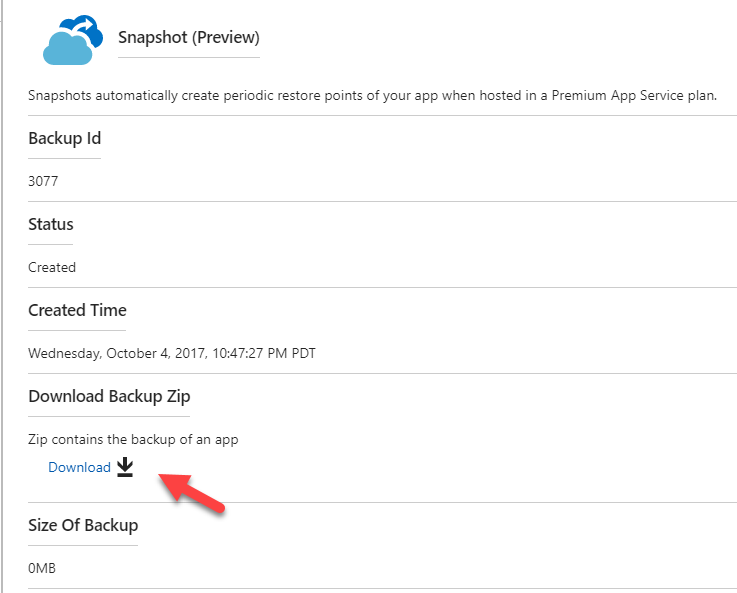 Snapshot (Preview)
Snapshots automatically create periodic restore points of your app when hosted in a Premium App Service plan.
Backup Id
3077
Status
Created
Created Time
Wednesday, October 4, 2017, 10:47:27 PM PDT
Download Backup Zip
Zip contains the backup of an app
Download
Size Of Backup
0MB